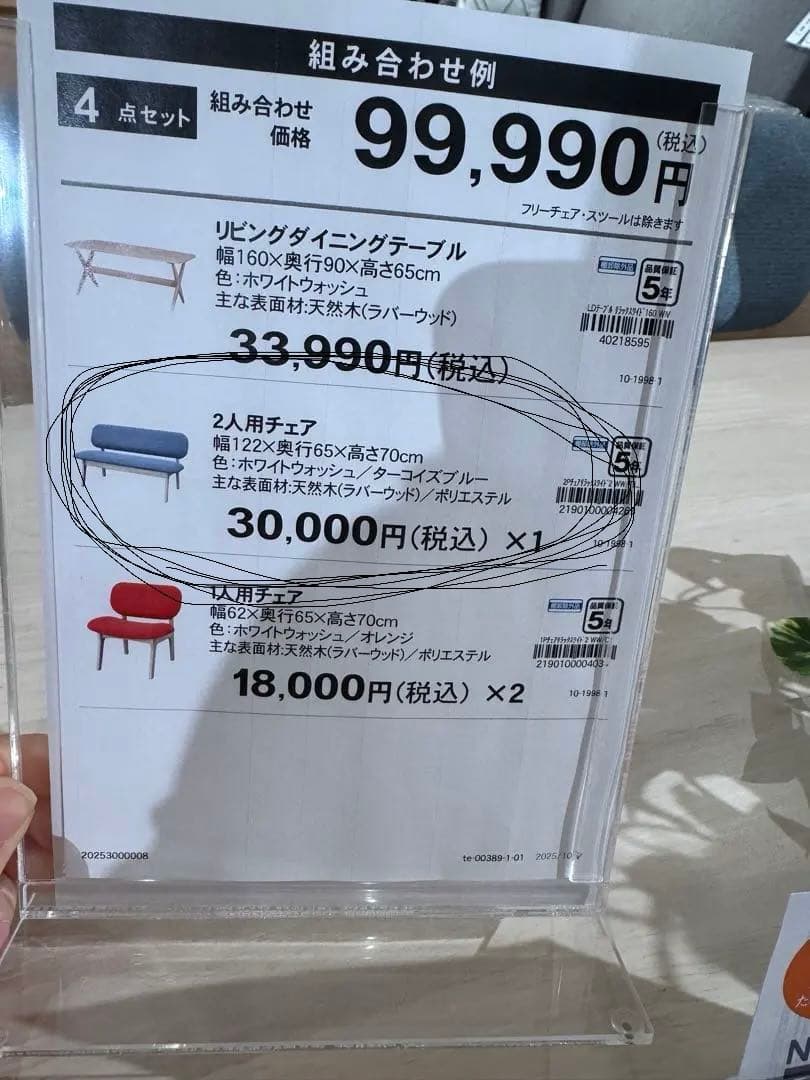 組み合わせ例
4点セット
組み合わせ
価格
99,990円(税込)
フリーチェア・スツールは除きます
リビングダイニングテーブル
幅160×奥行90×高さ65cm
色：ホワイトウォッシュ
主な表面材:天然木(ラバーウッド)
33,990円(税込)
品質保証
5年
40218595
10-1998-1
2人用チェア
幅122×奥行65×高さ70cm
色：ホワイトウォッシュ／ターコイズブルー
主な表面材:天然木(ラバーウッド)／ポリエステル
30,000円(税込) ×1
品質保証
5年
10-1998-1
1人用チェア
幅62×奥行65×高さ70cm
色：ホワイトウォッシュ／オレンジ
主な表面材:天然木(ラバーウッド)／ポリエステル
18,000円(税込) ×2
品質保証
5年
219010000403-
10-1998-1
20253000008
te-00389-1-01
た
N